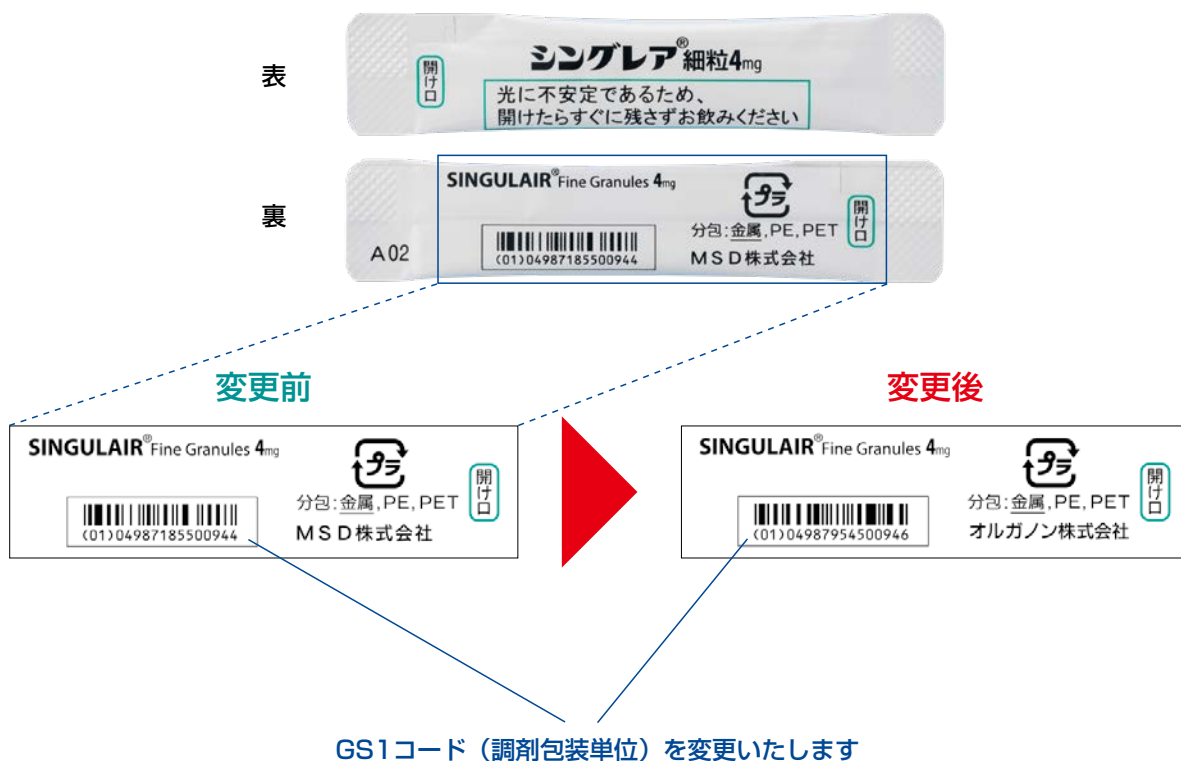 表
シングレア®細粒4mg
開け口
光に不安定であるため、
開けたらすぐに残さずお飲みください
裏
SINGULAIR®Fine Granules 4mg
プラ
開け口
分包:金属,PE,PET
(01)04987185500944
MSD株式会社
A02
変更前
変更後
SINGULAIR®Fine Granules 4mg
プラ
開け口
分包:金属,PE,PET
(01)04987185500944
MSD株式会社
SINGULAIR®Fine Granules 4mg
プラ
開け口
分包:金属,PE,PET
(01)04987954500946
オルガノン株式会社
GS1コード（調剤包装単位）を変更いたします